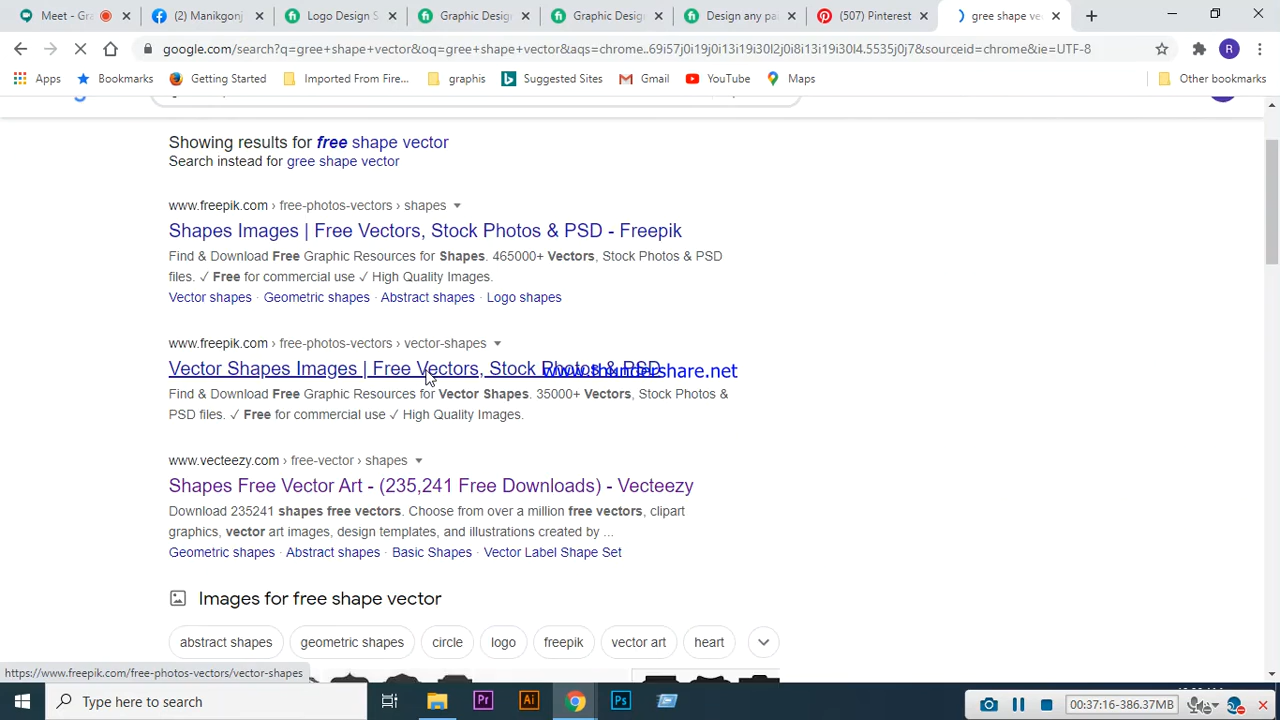 Meet - Gra
(2) Manikgonj
Logo Design S
Graphic Desig
Graphic Desig
Design any pa
(507) Pinterest
gree shape vec
google.com/search?q=gree+shape+vector&oq=gree+shape+vector&aqs=chrome..69i57j0i19j0i13i19i30l2j0i8i13i19i30l4.5535j0j7&sourceid=chrome&ie=UTF-8
R
Apps
Bookmarks
Getting Started
Imported From Fire...
graphis
Suggested Sites
Gmail
YouTube
Maps
Other bookmarks
Showing results for free shape vector
Search instead for gree shape vector
www.freepik.com › free-photos-vectors › shapes
Shapes Images | Free Vectors, Stock Photos & PSD - Freepik
Find & Download Free Graphic Resources for Shapes. 465000+ Vectors, Stock Photos & PSD
files. ✓ Free for commercial use ✓ High Quality Images.
Vector shapes · Geometric shapes · Abstract shapes · Logo shapes
www.freepik.com › free-photos-vectors › vector-shapes
Vector Shapes Images | Free Vectors, Stock Photos & PSD
www.thundershare.net
Find & Download Free Graphic Resources for Vector Shapes. 35000+ Vectors, Stock Photos &
PSD files. ✓ Free for commercial use ✓ High Quality Images.
www.vecteezy.com › free-vector › shapes
Shapes Free Vector Art - (235,241 Free Downloads) - Vecteezy
Download 235241 shapes free vectors. Choose from over a million free vectors, clipart
graphics, vector art images, design templates, and illustrations created by ...
Geometric shapes · Abstract shapes · Basic Shapes · Vector Label Shape Set
Images for free shape vector
abstract shapes
geometric shapes
circle
logo
freepik
vector art
heart
https://www.freepik.com/free-photos-vectors/vector-shapes
Type here to search
Pr
Ai
Ps
00:37:16-386.37MB